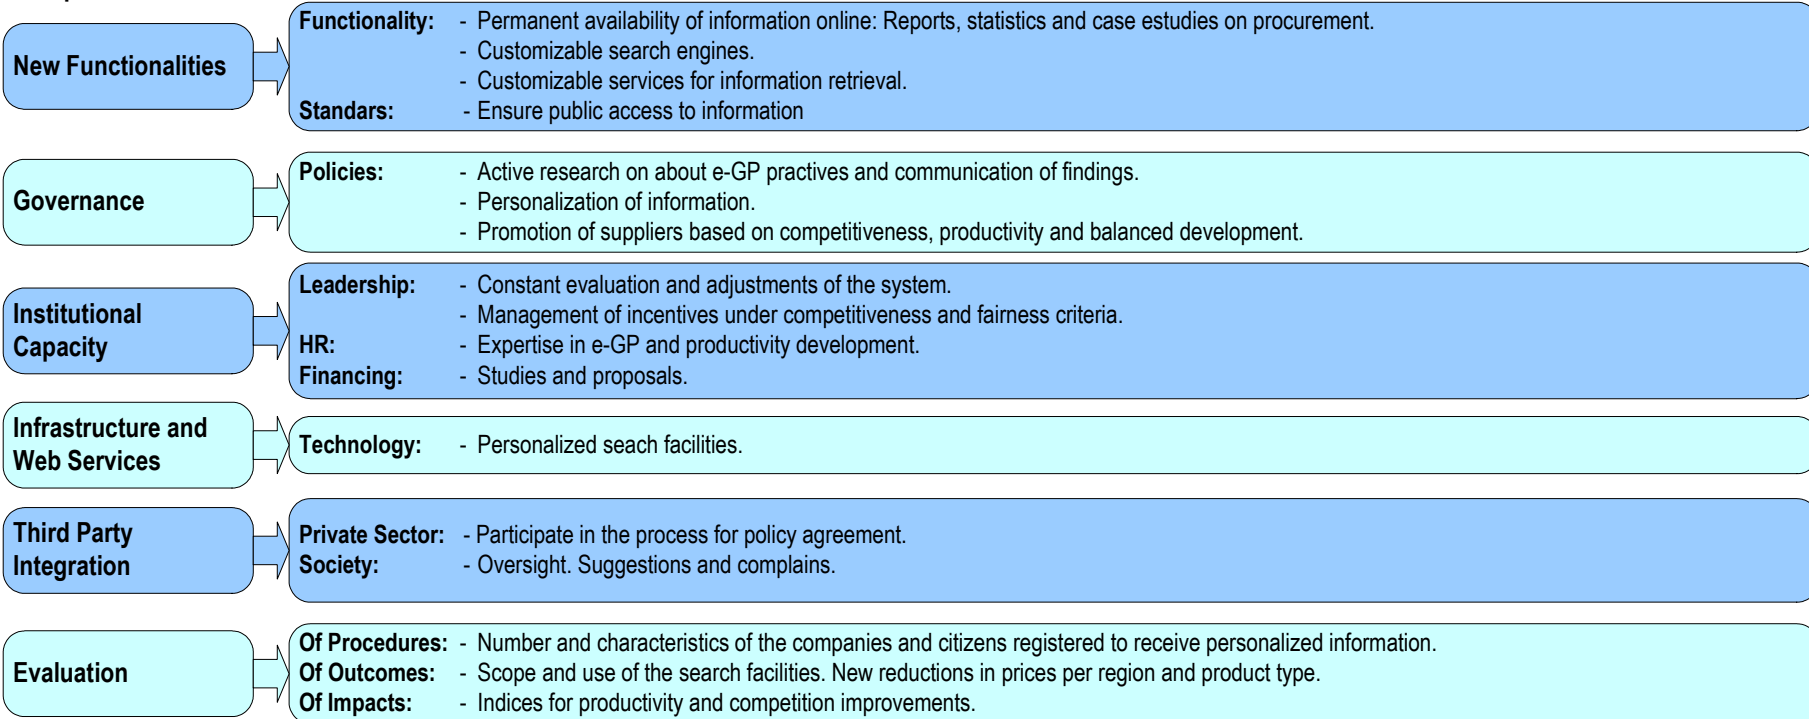 New Functionalities
Functionality: - Permanent availability of information online: Reports, statistics and case estudies on procurement.
- Customizable search engines.
- Customizable services for information retrieval.
Standars: - Ensure public access to information
Governance
Policies: - Active research on about e-GP practives and communication of findings.
- Personalization of information.
- Promotion of suppliers based on competitiveness, productivity and balanced development.
Institutional
Capacity
Leadership: - Constant evaluation and adjustments of the system.
- Management of incentives under competitiveness and fairness criteria.
HR: - Expertise in e-GP and productivity development.
Financing: - Studies and proposals.
Infrastructure and
Web Services
Technology: - Personalized seach facilities.
Third Party
Integration
Private Sector: - Participate in the process for policy agreement.
Society: - Oversight. Suggestions and complains.
Evaluation
Of Procedures: - Number and characteristics of the companies and citizens registered to receive personalized information.
Of Outcomes: - Scope and use of the search facilities. New reductions in prices per region and product type.
Of Impacts: - Indices for productivity and competition improvements.